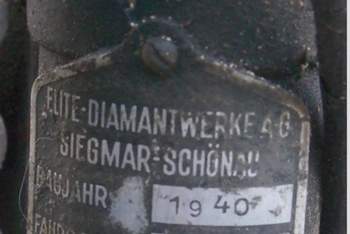 ELITE-DIAMANTWERKE A G
SIEGMAR-SCHÖNAU
BAUJAHR 1940